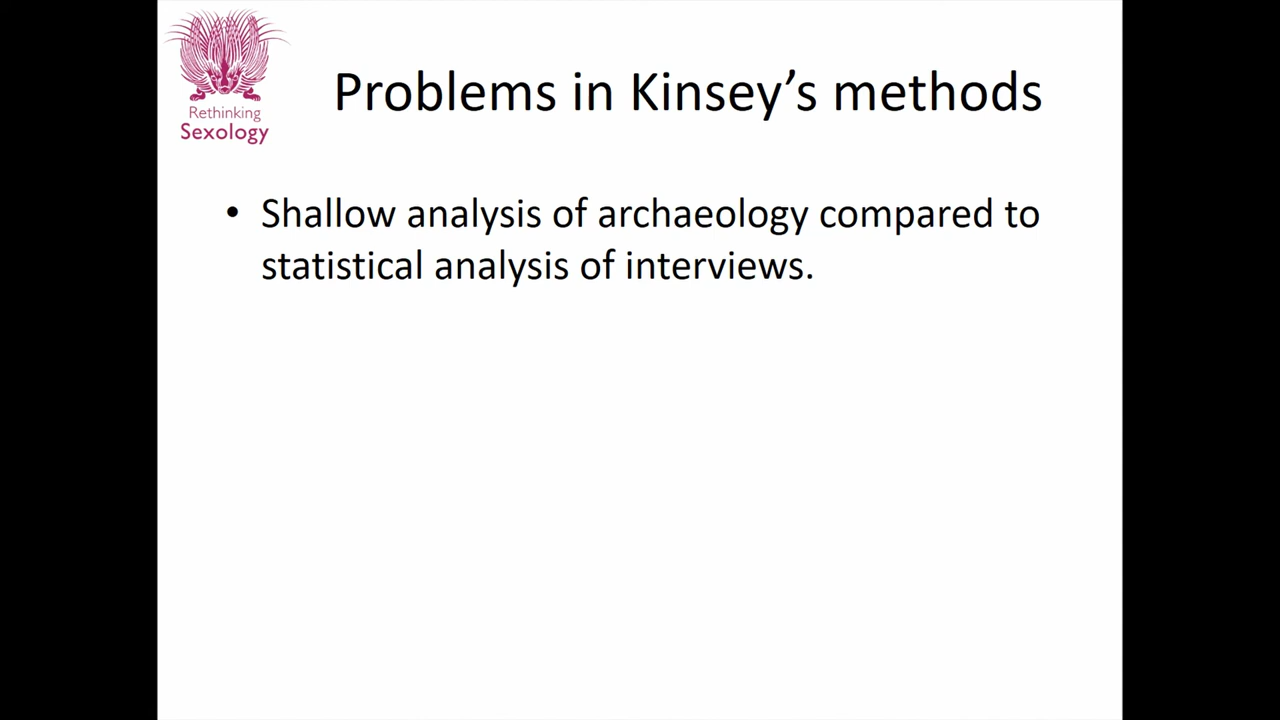 Rethinking
Sexology
Problems in Kinsey’s methods
• Shallow analysis of archaeology compared to
statistical analysis of interviews.